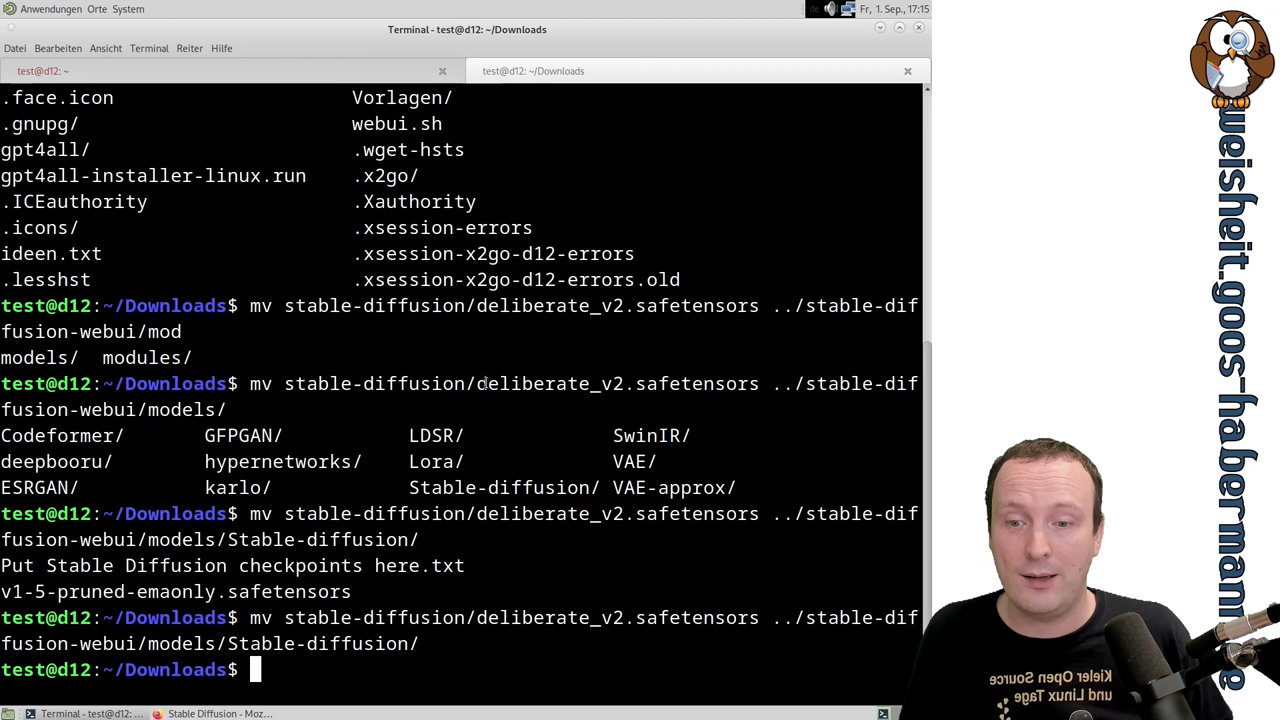 Anwendungen Orte System
de
Fr, 1. Sep., 17:15
Terminal - test@d12: ~/Downloads
Datei Bearbeiten Ansicht Terminal Reiter Hilfe
test@d12: ~
test@d12: ~/Downloads
.face.icon Vorlagen/
.gnupg/ webui.sh
gpt4all/ .wget-hsts
gpt4all-installer-linux.run .x2go/
.ICEauthority .Xauthority
.icons/ .xsession-errors
ideen.txt .xsession-x2go-d12-errors
.lesshst .xsession-x2go-d12-errors.old
test@d12:~/Downloads$ mv stable-diffusion/deliberate_v2.safetensors ../stable-dif
fusion-webui/mod
models/ modules/
test@d12:~/Downloads$ mv stable-diffusion/deliberate_v2.safetensors ../stable-dif
fusion-webui/models/
Codeformer/ GFPGAN/ LDSR/ SwinIR/
deepbooru/ hypernetworks/ Lora/ VAE/
ESRGAN/ karlo/ Stable-diffusion/ VAE-approx/
test@d12:~/Downloads$ mv stable-diffusion/deliberate_v2.safetensors ../stable-dif
fusion-webui/models/Stable-diffusion/
Put Stable Diffusion checkpoints here.txt
v1-5-pruned-emaonly.safetensors
test@d12:~/Downloads$ mv stable-diffusion/deliberate_v2.safetensors ../stable-dif
fusion-webui/models/Stable-diffusion/
test@d12:~/Downloads$
Terminal - test@d12: ...
Stable Diffusion - Moz...
Kieler Open Source
und Linux Tage